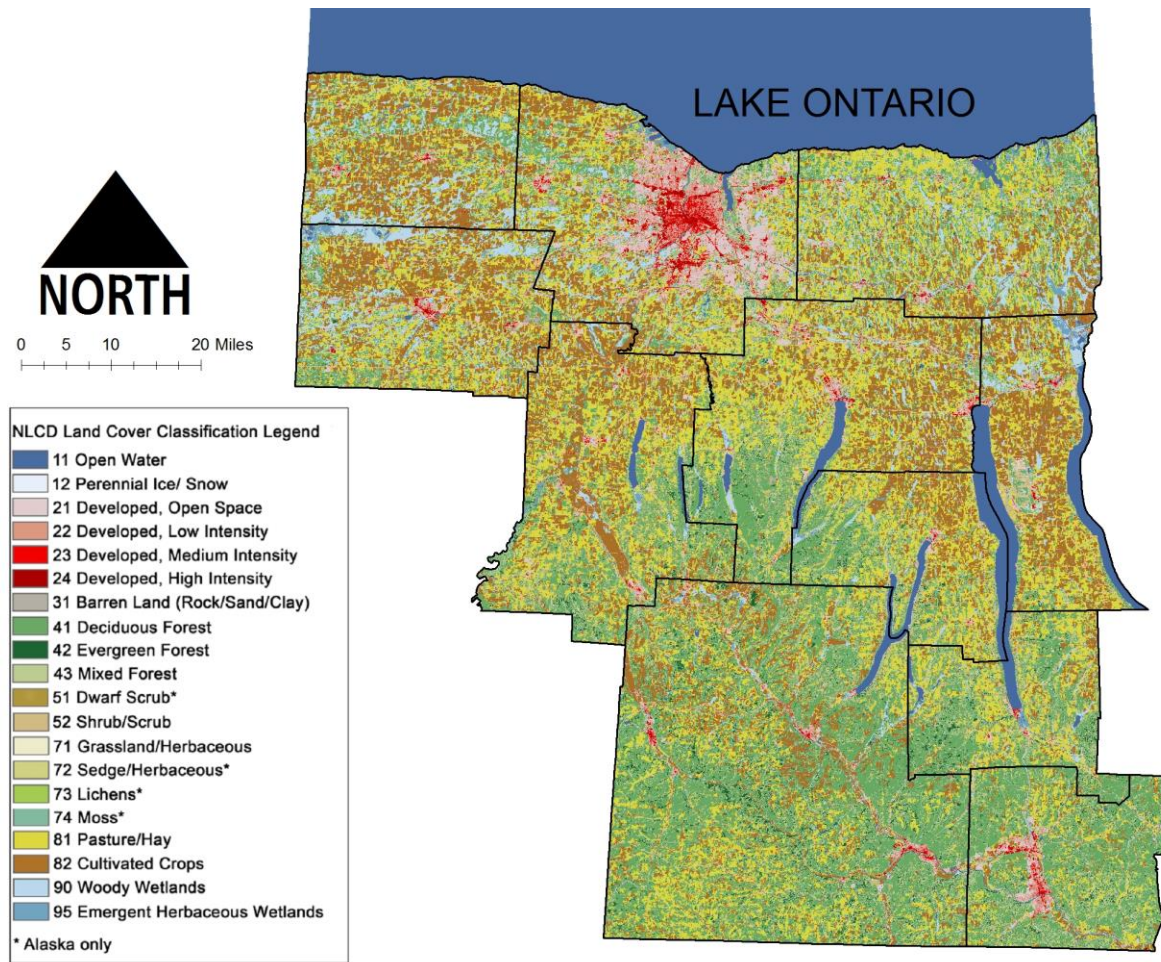 LAKE ONTARIO
NORTH
0 5 10 20 Miles
NLCD Land Cover Classification Legend
11 Open Water
12 Perennial Ice/ Snow
21 Developed, Open Space
22 Developed, Low Intensity
23 Developed, Medium Intensity
24 Developed, High Intensity
31 Barren Land (Rock/Sand/Clay)
41 Deciduous Forest
42 Evergreen Forest
43 Mixed Forest
51 Dwarf Scrub*
52 Shrub/Scrub
71 Grassland/Herbaceous
72 Sedge/Herbaceous*
73 Lichens*
74 Moss*
81 Pasture/Hay
82 Cultivated Crops
90 Woody Wetlands
95 Emergent Herbaceous Wetlands
* Alaska only